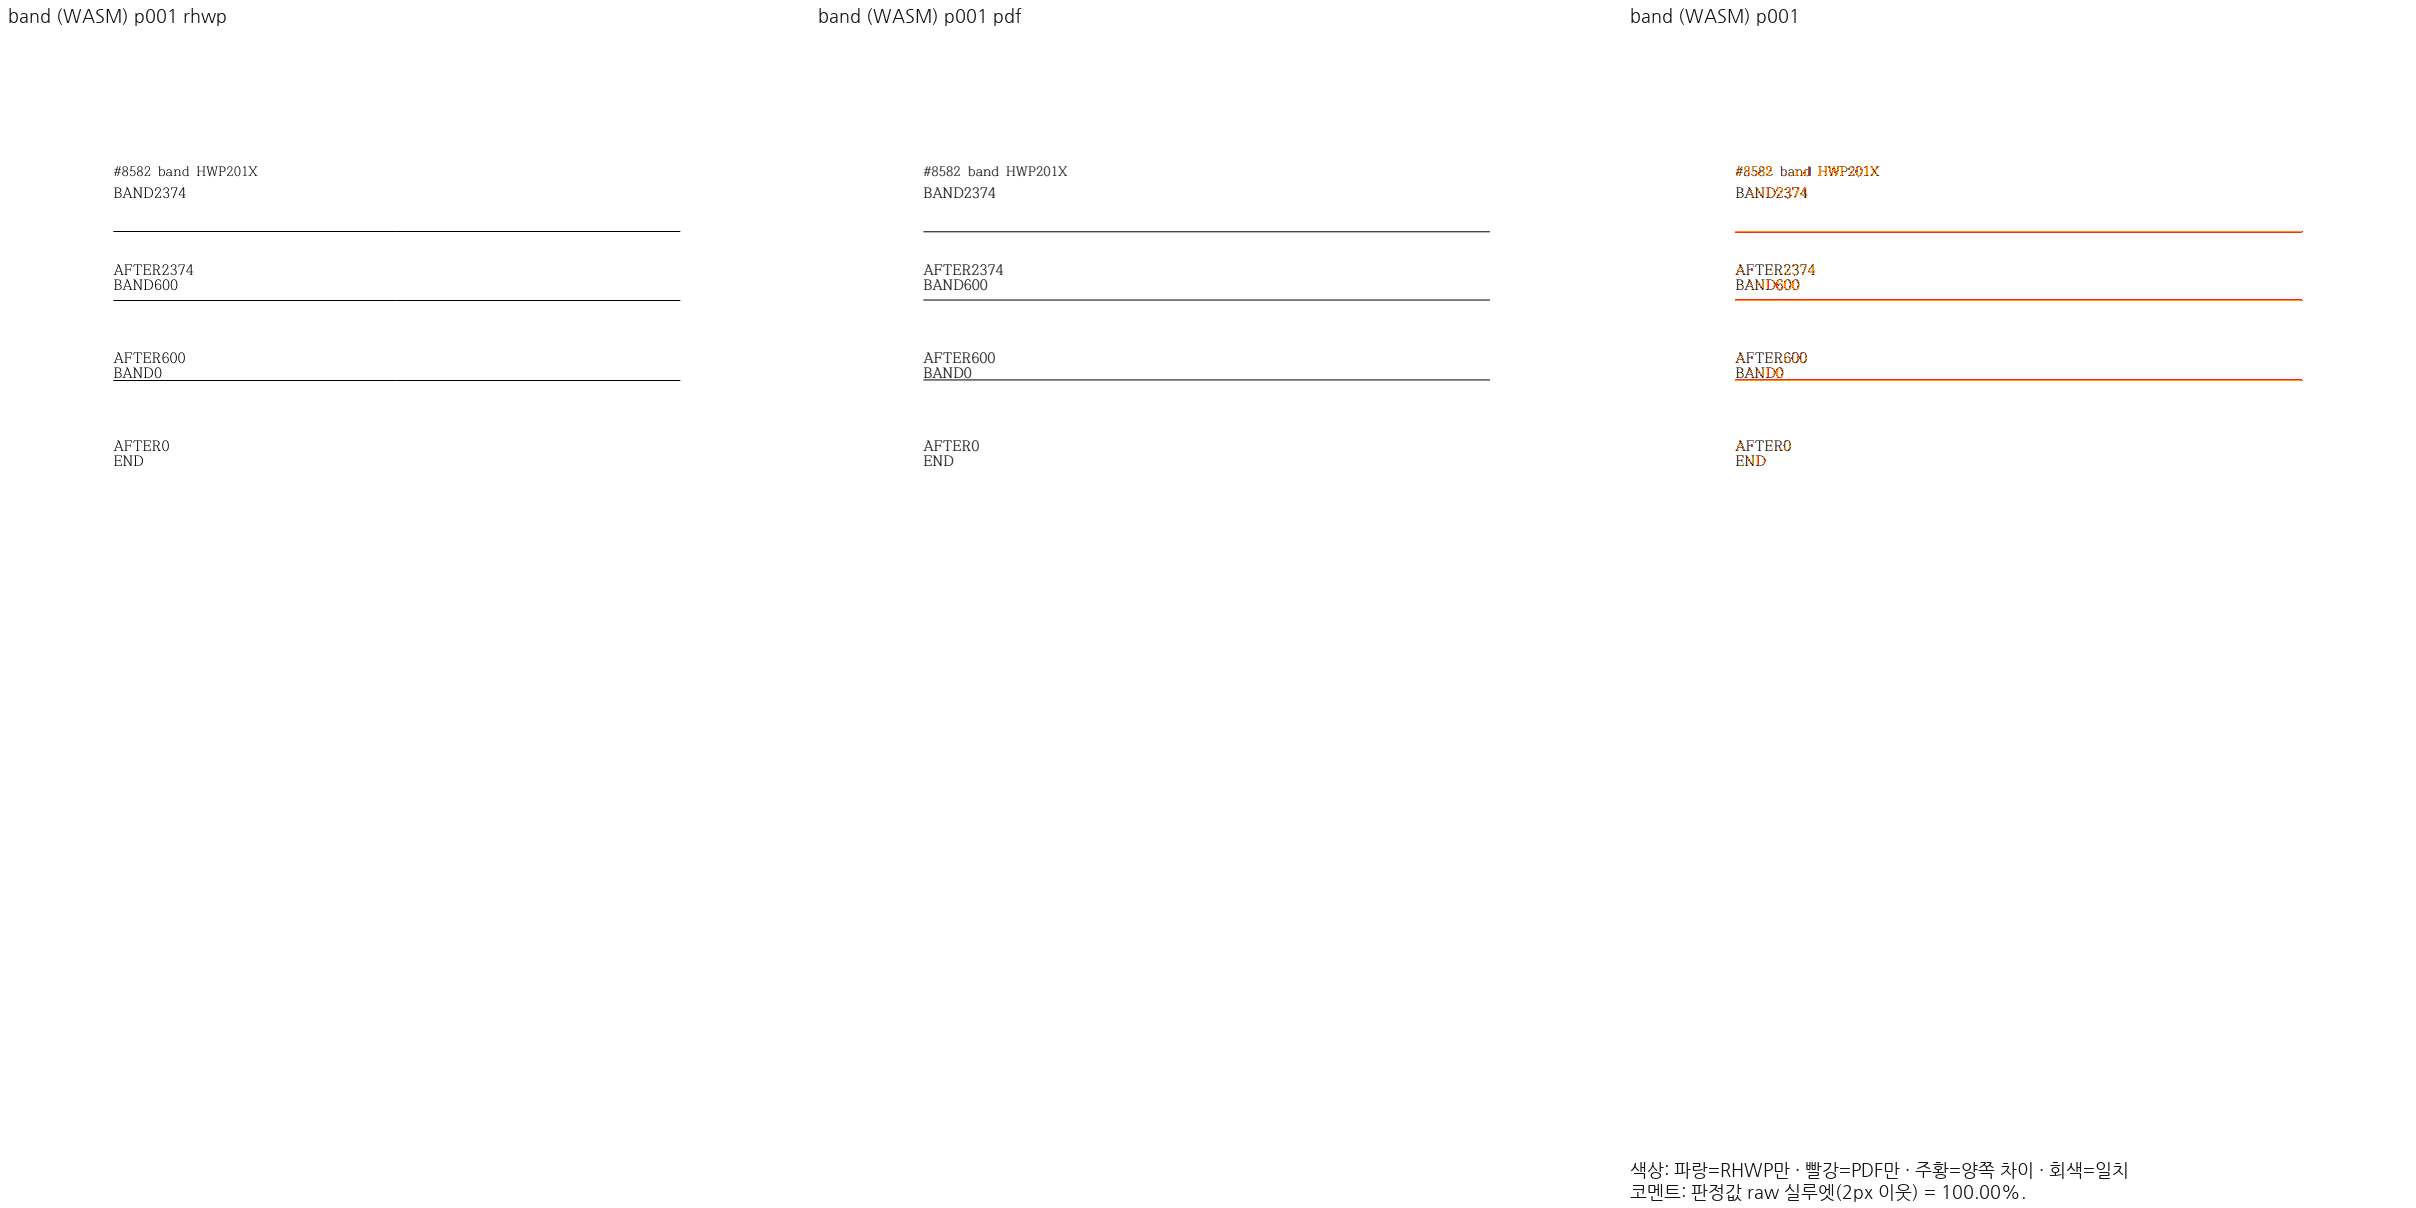 band (WASM) p001 rhwp
#8582 band HWP201X
BAND2374
AFTER2374
BAND600
AFTER600
BAND0
AFTER0
END
band (WASM) p001 pdf
#8582 band HWP201X
BAND2374
AFTER2374
BAND600
AFTER600
BAND0
AFTER0
END
band (WASM) p001
#8582 band HWP201X
BAND2374
AFTER2374
BAND600
AFTER600
BAND0
AFTER0
END
색상: 파랑=RHWP만 · 빨강=PDF만 · 주황=양쪽 차이 · 회색=일치
코멘트: 판정값 raw 실루엣(2px 이웃) = 100.00%.